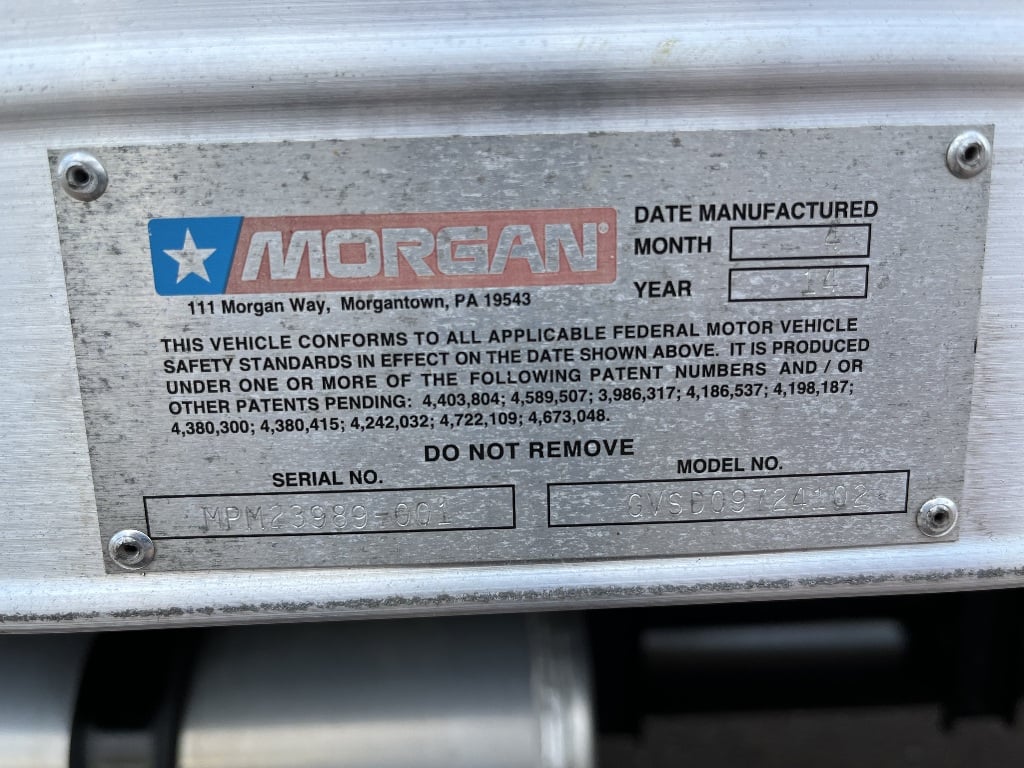 MORGAN®
111 Morgan Way, Morgantown, PA 19543
DATE MANUFACTURED
MONTH 4
YEAR 14
THIS VEHICLE CONFORMS TO ALL APPLICABLE FEDERAL MOTOR VEHICLE
SAFETY STANDARDS IN EFFECT ON THE DATE SHOWN ABOVE. IT IS PRODUCED
UNDER ONE OR MORE OF THE FOLLOWING PATENT NUMBERS AND / OR
OTHER PATENTS PENDING: 4,403,804; 4,589,507; 3,986,317; 4,186,537; 4,198,187;
4,380,300; 4,380,415; 4,242,032; 4,722,109; 4,673,048.
DO NOT REMOVE
SERIAL NO.
MPM23989-001
MODEL NO.
GVSD09724102